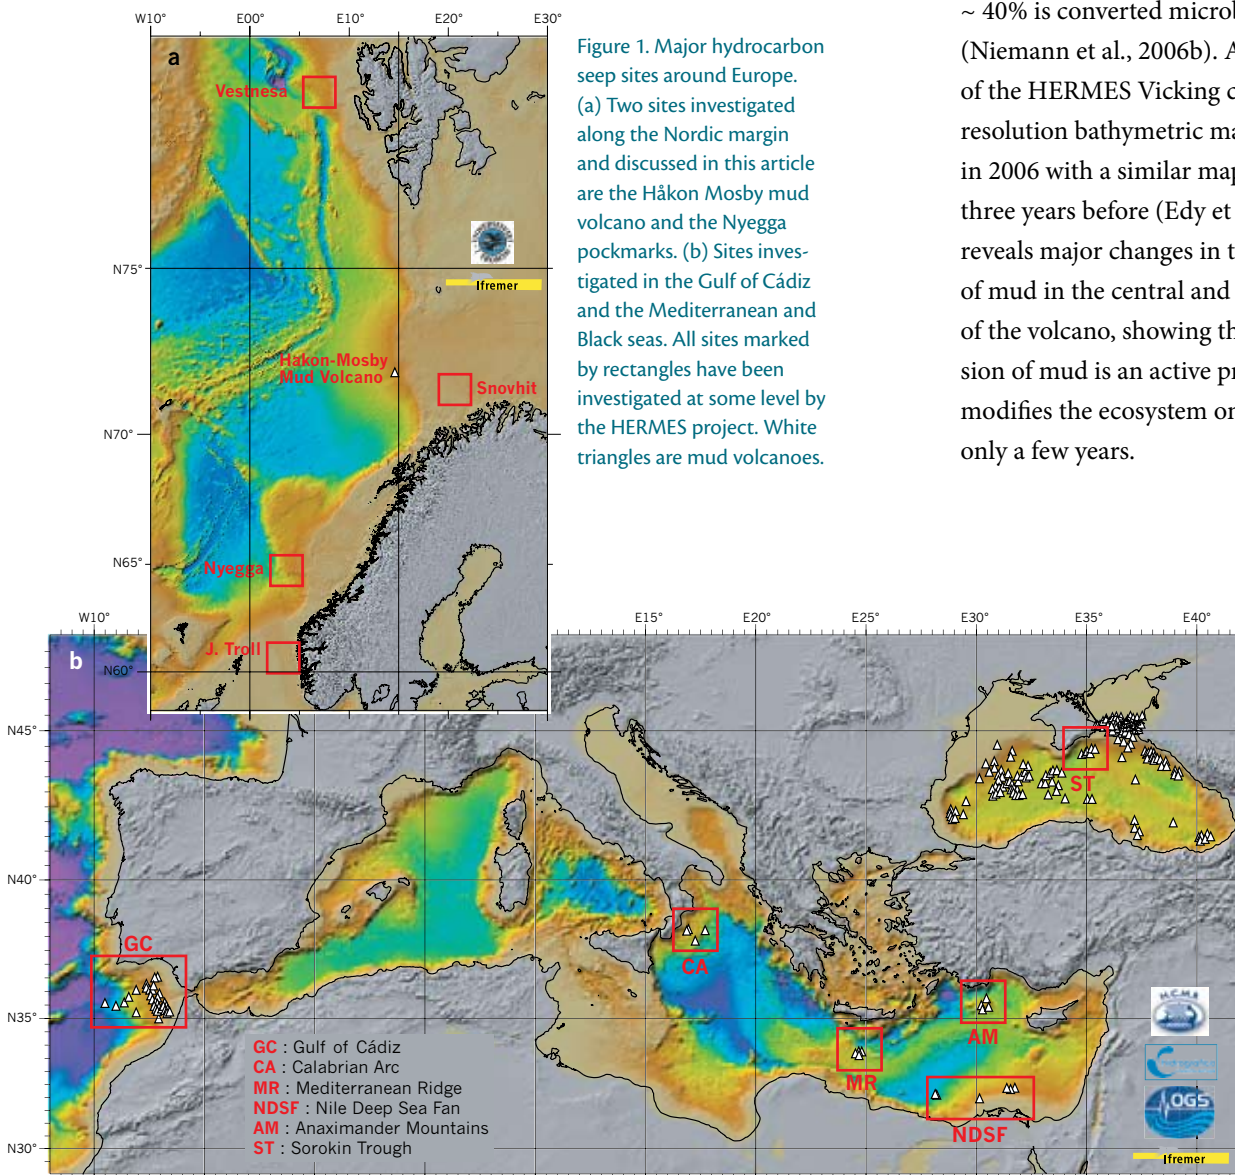 W10° E00° E10° E20° E30°
a
Vestnesa
N75°
Ifremer
Hakon-Mosby
Mud Volcano
Snovhit
N70°
N65°
Nyegga
J. Troll
N60°
Figure 1. Major hydrocarbon
seep sites around Europe.
(a) Two sites investigated
along the Nordic margin
and discussed in this article
are the Håkon Mosby mud
volcano and the Nyegga
pockmarks. (b) Sites inves-
tigated in the Gulf of Cádiz
and the Mediterranean and
Black seas. All sites marked
by rectangles have been
investigated at some level by
the HERMES project. White
triangles are mud volcanoes.
~ 40% is converted microb
(Niemann et al., 2006b). A
of the HERMES Vicking c
resolution bathymetric ma
in 2006 with a similar map
three years before (Edy et
reveals major changes in t
of mud in the central and
of the volcano, showing th
sion of mud is an active pr
modifies the ecosystem on
only a few years.
W10° E15° E20° E25° E30° E35° E40°
b
N45°
ST
N40°
GC
CA
N35°
AM
MR
NDSF
N30°
GC : Gulf of Cádiz
CA : Calabrian Arc
MR : Mediterranean Ridge
NDSF : Nile Deep Sea Fan
AM : Anaximander Mountains
ST : Sorokin Trough
H.C.M.R
OGS
Ifremer